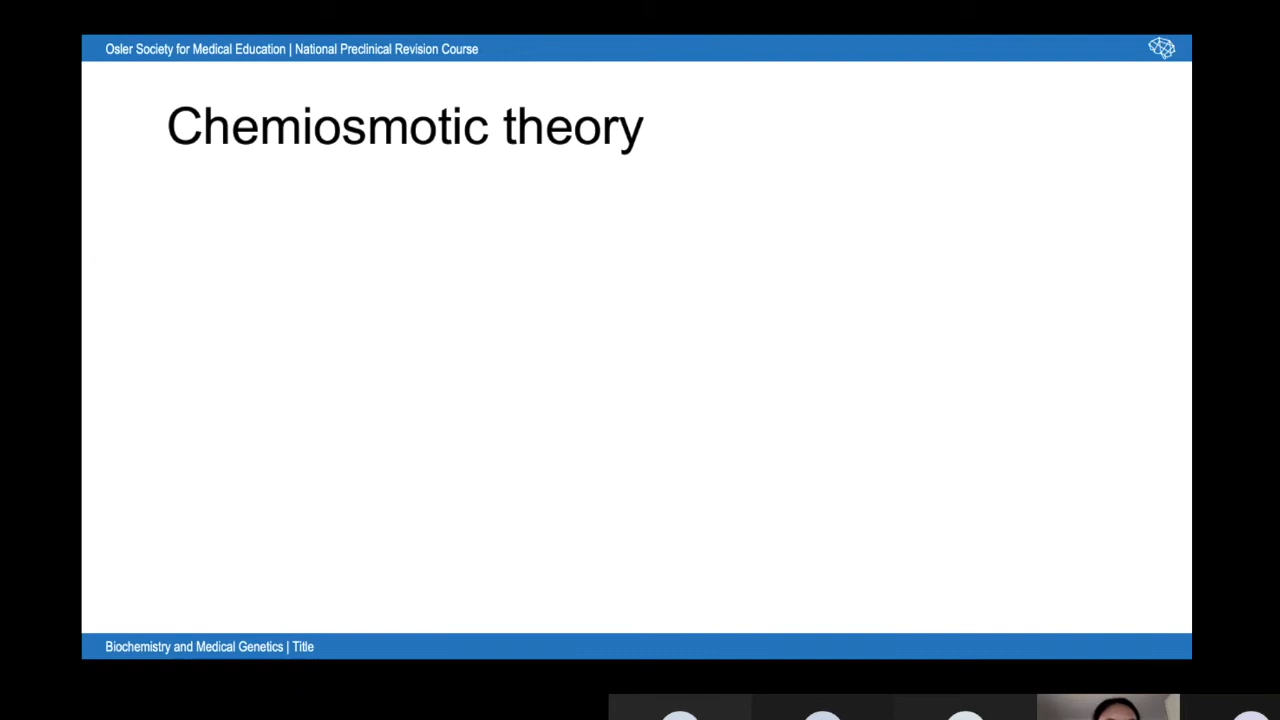 Osler Society for Medical Education | National Preclinical Revision Course
Chemiosmotic theory
Biochemistry and Medical Genetics | Title